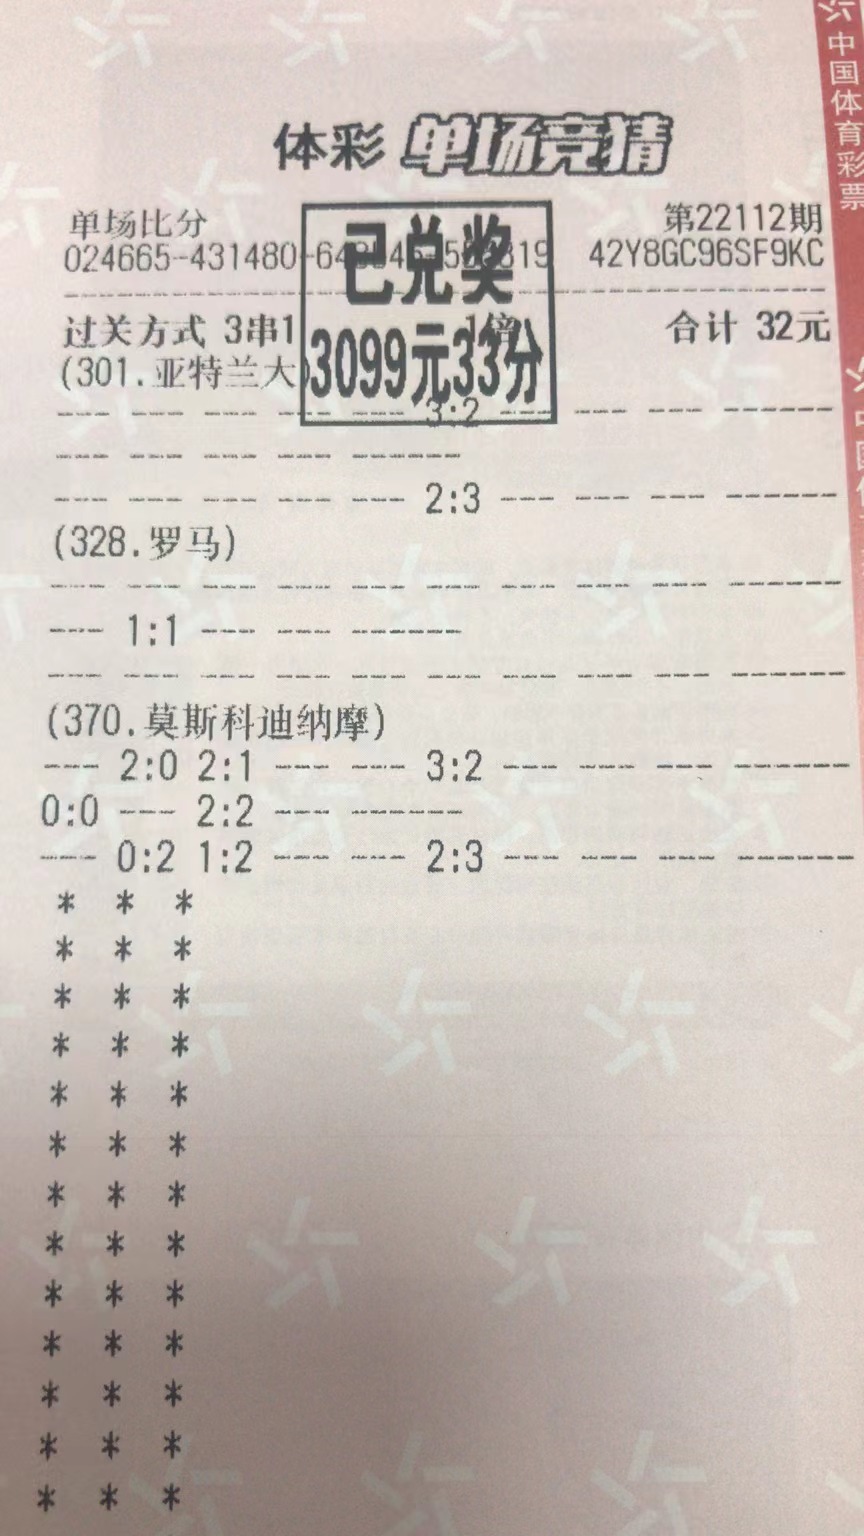 中国体育彩票
体彩 单场竞猜
单场比分 第22112期
024665-431480- 42Y8GC96SF9KC
已兑奖
3099元33分
过关方式 3串1 1倍 合计 32元
(301.亚特兰大)
--- --- --- --- --- 3:2 --- --- --- ------
--- --- --- --- ------
--- --- --- --- --- 2:3 --- --- --- ------
(328.罗马)
--- --- --- --- --- --- --- --- --- ------
--- 1:1 --- --- ------
--- --- --- --- --- --- --- --- --- ------
(370.莫斯科迪纳摩)
--- 2:0 2:1 --- --- 3:2 --- --- --- ------
0:0 --- 2:2 --- ------
--- 0:2 1:2 --- --- 2:3 --- --- --- ------
* * *
* * *
* * *
* * *
* * *
* * *
* * *
* * *
* * *
* * *
* * *
* * *
* * *